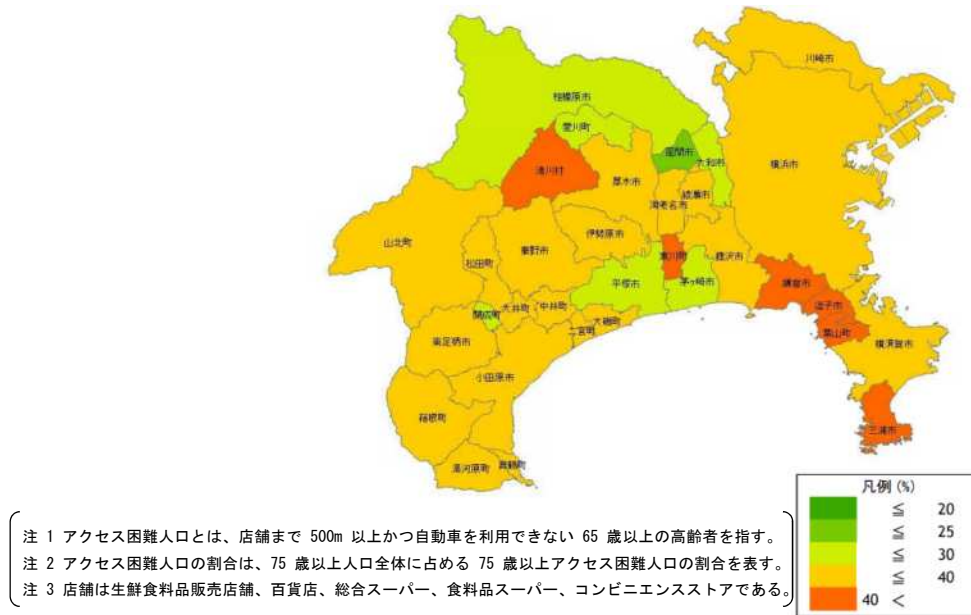 川崎市
相模原市
愛川町
座間市
大和市
横浜市
清川村
厚木市
綾瀬市
海老名市
伊勢原市
山北町
秦野市
松田町
寒川町
藤沢市
平塚市
茅ヶ崎市
鎌倉市
逗子市
葉山町
開成町
大井町
中井町
大磯町
二宮町
南足柄市
横須賀市
小田原市
箱根町
三浦市
湯河原町
真鶴町
凡例 (%)
≦ 20
≦ 25
≦ 30
≦ 40
40 <
注 1 アクセス困難人口とは、店舗まで 500m 以上かつ自動車を利用できない 65 歳以上の高齢者を指す。
注 2 アクセス困難人口の割合は、75 歳以上人口全体に占める 75 歳以上アクセス困難人口の割合を表す。
注 3 店舗は生鮮食料品販売店舗、百貨店、総合スーパー、食料品スーパー、コンビニエンスストアである。